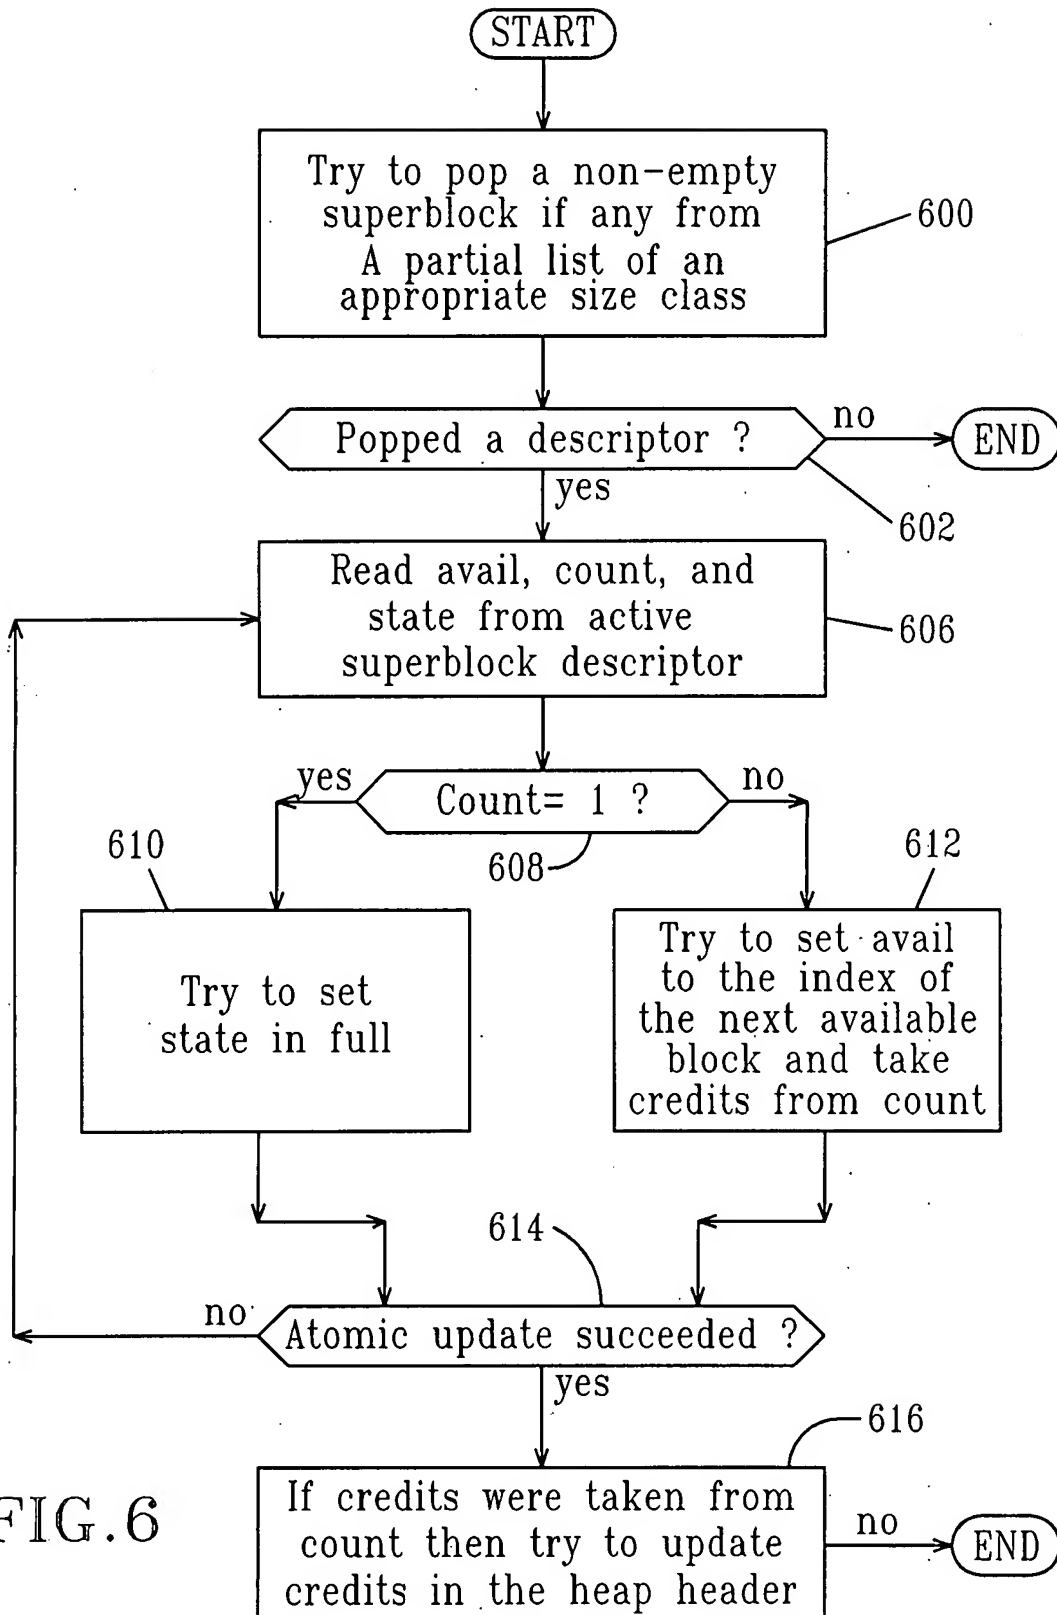 START
Try to pop a non-empty
superblock if any from
A partial list of an
appropriate size class
600
Popped a descriptor ?
no
END
602
yes
Read avail, count, and
state from active
superblock descriptor
606
yes
Count= 1 ?
no
608
610
612
Try to set
state in full
Try to set avail
to the index of
the next available
block and take
credits from count
614
no
Atomic update succeeded ?
yes
616
If credits were taken from
count then try to update
credits in the heap header
no
END
FIG.6